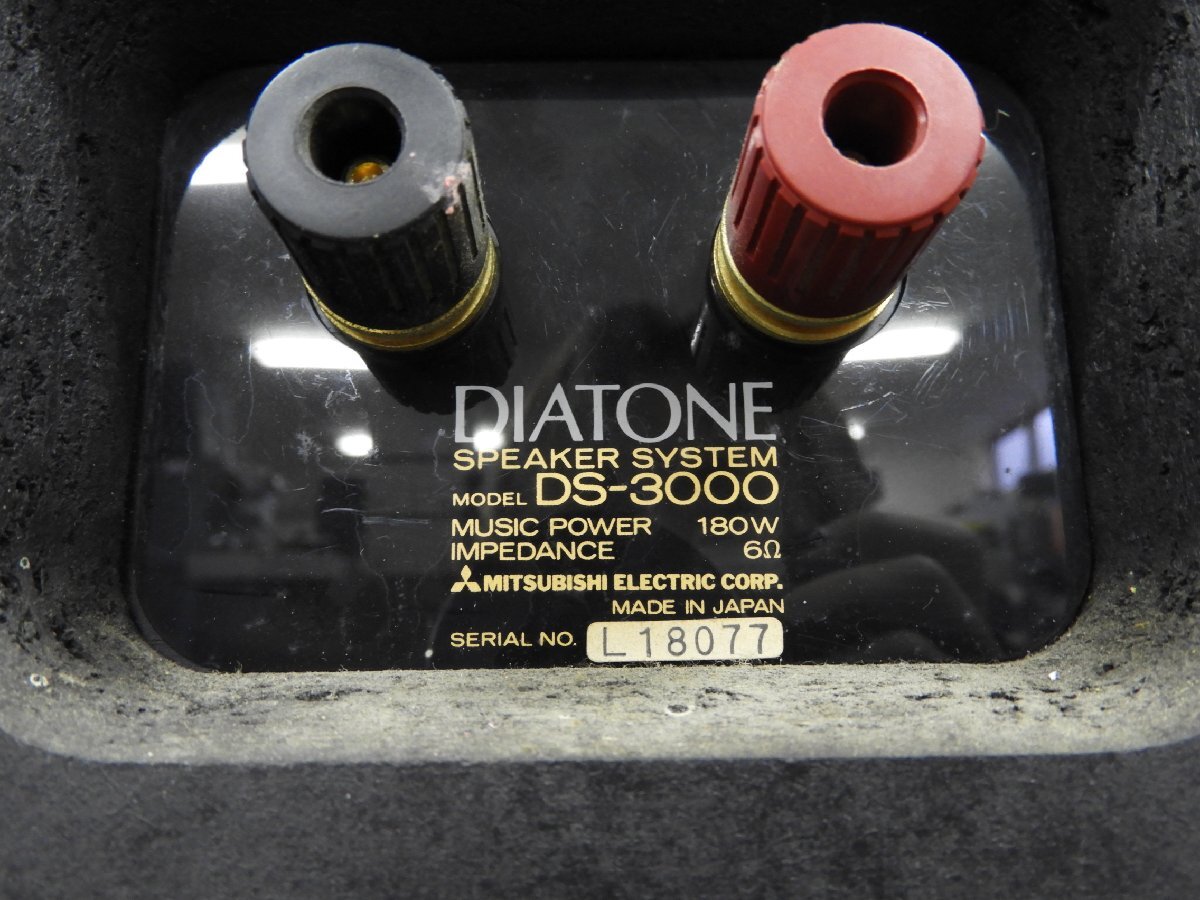 DIATONE
SPEAKER SYSTEM
MODEL DS-3000
MUSIC POWER 180W
IMPEDANCE 6Ω
MITSUBISHI ELECTRIC CORP.
MADE IN JAPAN
SERIAL NO. L18077